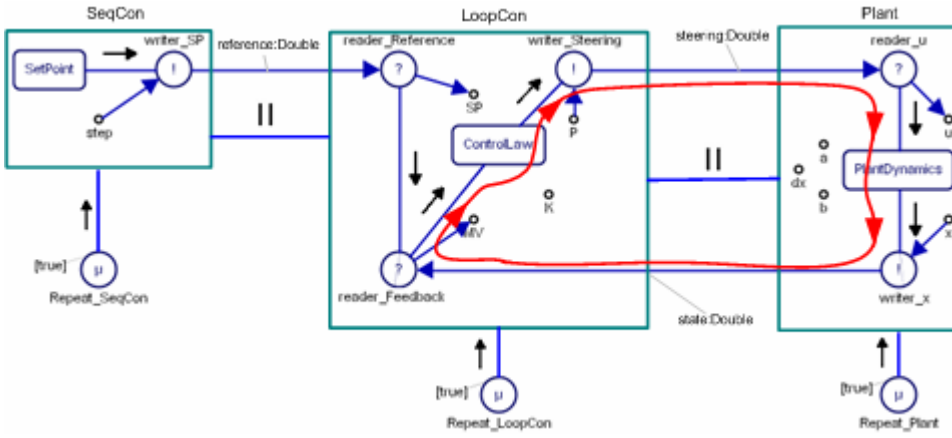 SeqCon
LoopCon
Plant
writer_SP
reference:Double
reader_Reference
writer_Steering
steering:Double
reader_u
SetPoint
!
?
!
?
step
SP
P
u
||
ControlLaw
||
a
PlantDynamics
dx
K
b
MV
x
[true]
µ
Repeat_SeqCon
?
reader_Feedback
!
writer_x
state:Double
[true]
µ
Repeat_LoopCon
[true]
µ
Repeat_Plant